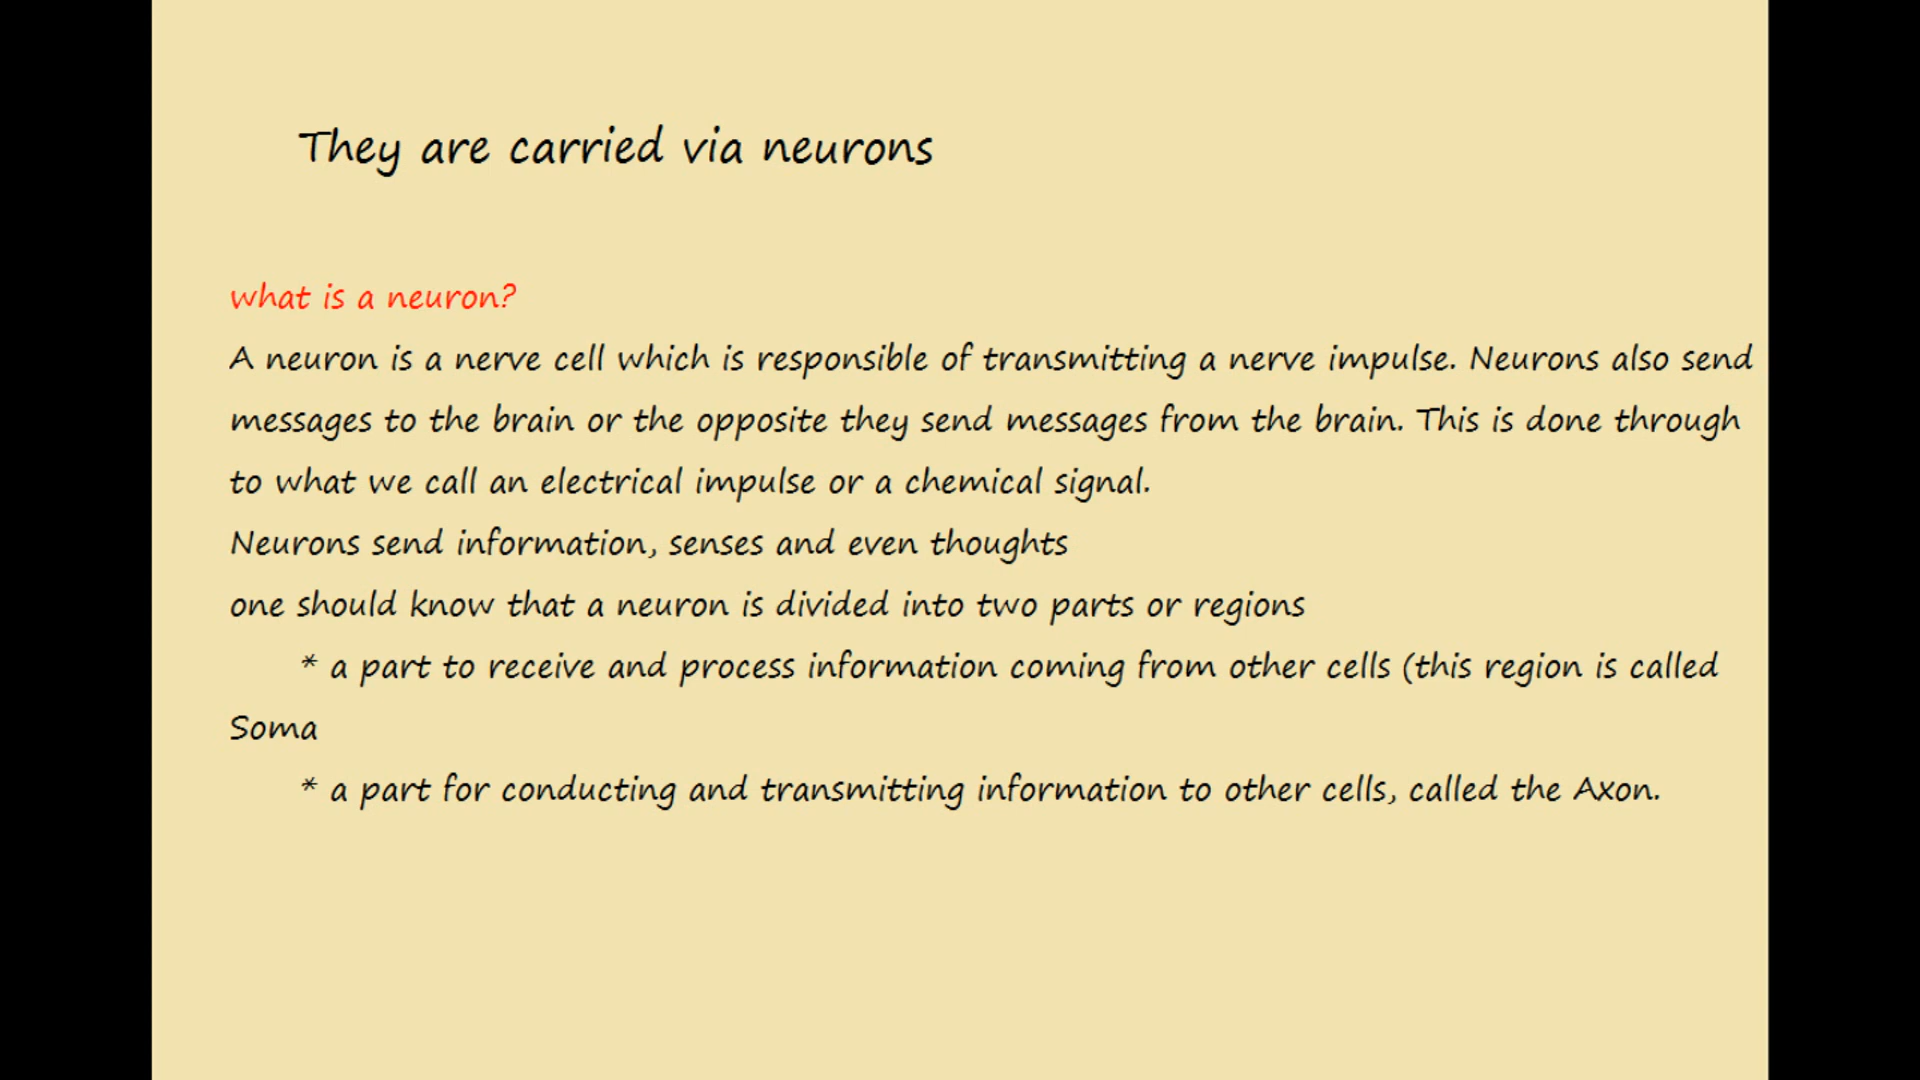 They are carried via neurons
what is a neuron?
A neuron is a nerve cell which is responsible of transmitting a nerve impulse. Neurons also send
messages to the brain or the opposite they send messages from the brain. This is done through
to what we call an electrical impulse or a chemical signal.
Neurons send information, senses and even thoughts
one should know that a neuron is divided into two parts or regions
* a part to receive and process information coming from other cells (this region is called
Soma
* a part for conducting and transmitting information to other cells, called the Axon.